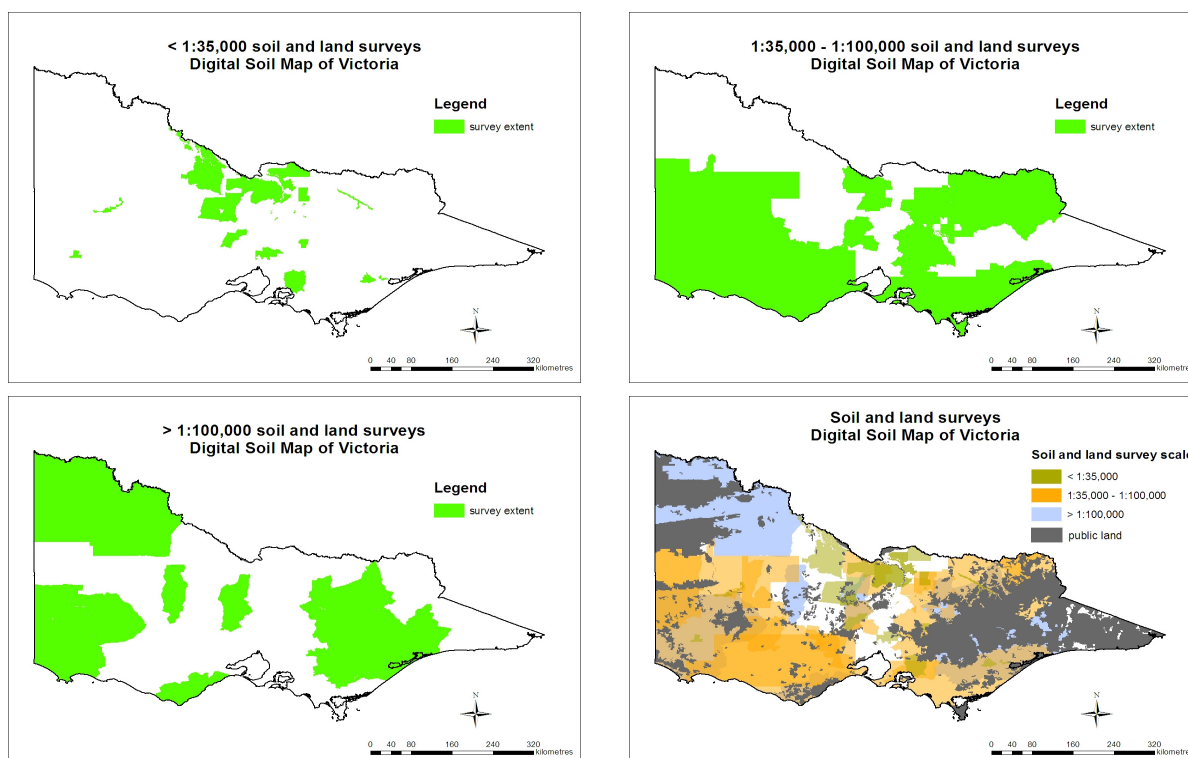 < 1:35,000 soil and land surveys
Digital Soil Map of Victoria
Legend
survey extent
N
0 40 80 160 240 320
kilometres
1:35,000 - 1:100,000 soil and land surveys
Digital Soil Map of Victoria
Legend
survey extent
N
0 40 80 160 240 320
kilometres
> 1:100,000 soil and land surveys
Digital Soil Map of Victoria
Legend
survey extent
N
0 40 80 160 240 320
kilometres
Soil and land surveys
Digital Soil Map of Victoria
Soil and land survey scale
< 1:35,000
1:35,000 - 1:100,000
> 1:100,000
public land
N
0 40 80 160 240 320
kilometres